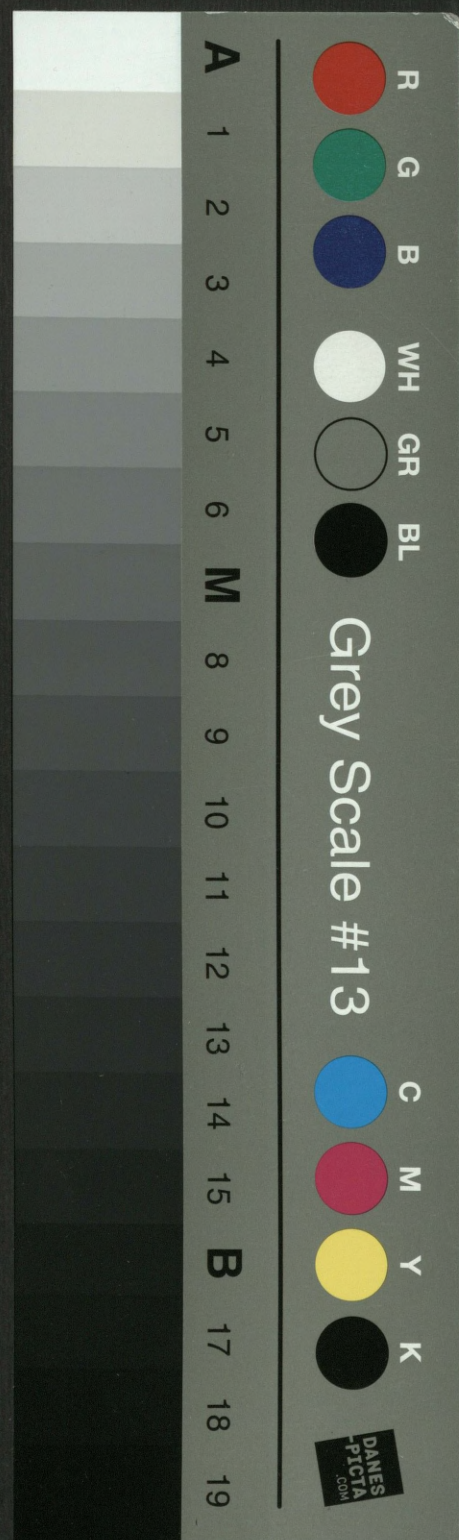 R G B WH GR BL Grey Scale #13 C M Y K
DANES
-PICTA
.COM
A 1 2 3 4 5 6 M 8 9 10 11 12 13 14 15 B 17 18 19